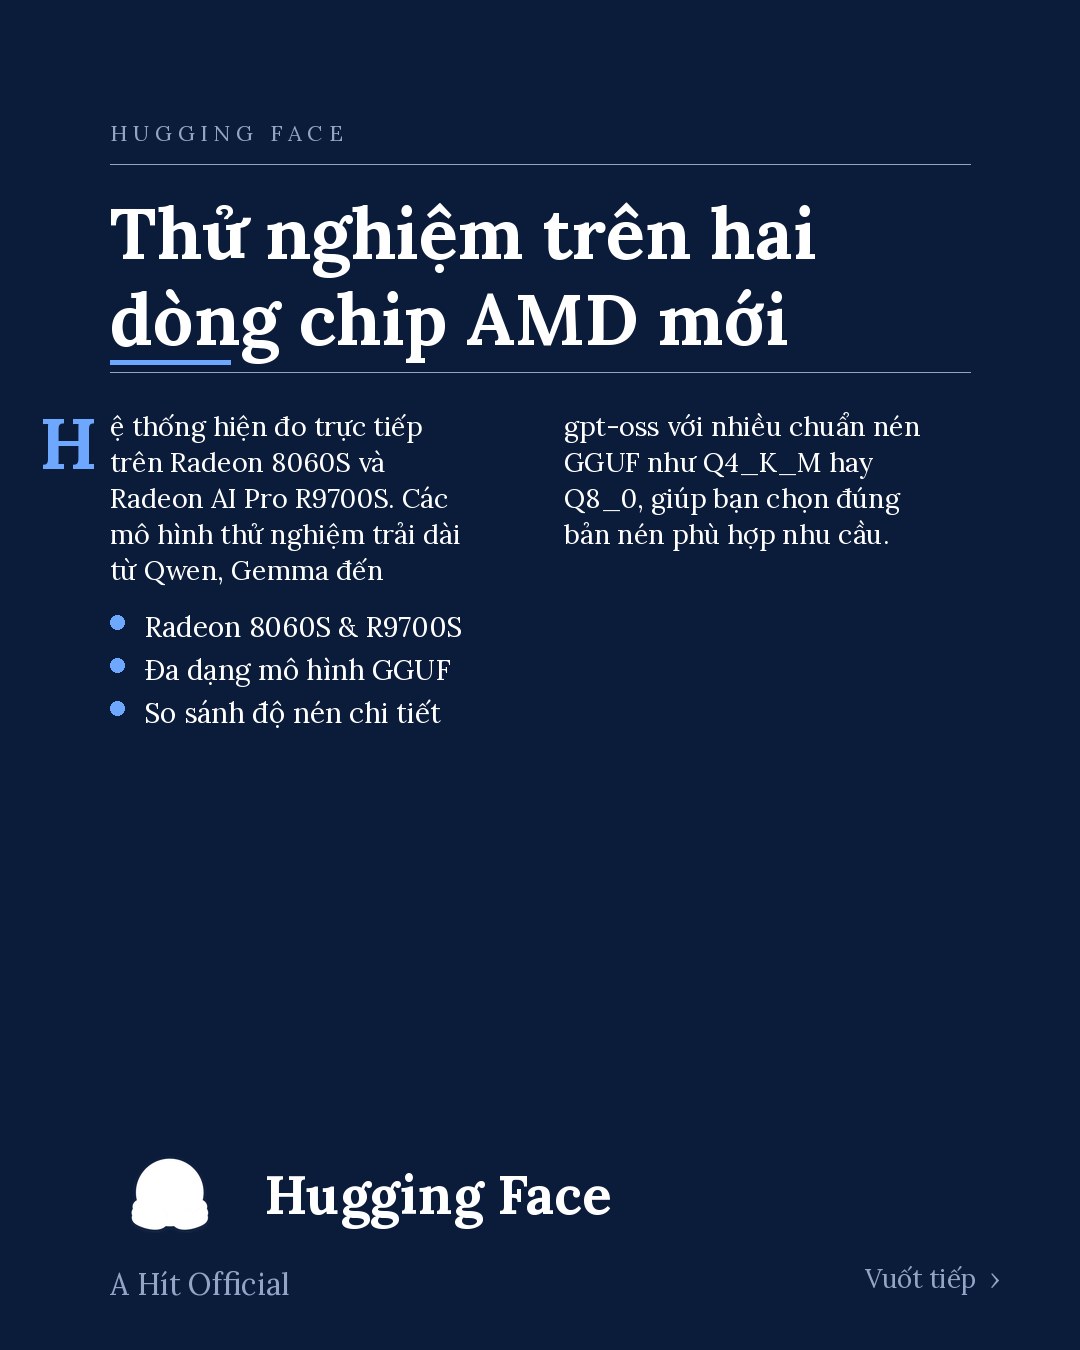 HUGGING FACE
Thử nghiệm trên hai
dòng chip AMD mới
Hệ thống hiện đo trực tiếp
trên Radeon 8060S và
Radeon AI Pro R9700S. Các
mô hình thử nghiệm trải dài
từ Qwen, Gemma đến
gpt-oss với nhiều chuẩn nén
GGUF như Q4_K_M hay
Q8_0, giúp bạn chọn đúng
bản nén phù hợp nhu cầu.
Radeon 8060S & R9700S
Đa dạng mô hình GGUF
So sánh độ nén chi tiết
Hugging Face
A Hít Official
Vuốt tiếp ›